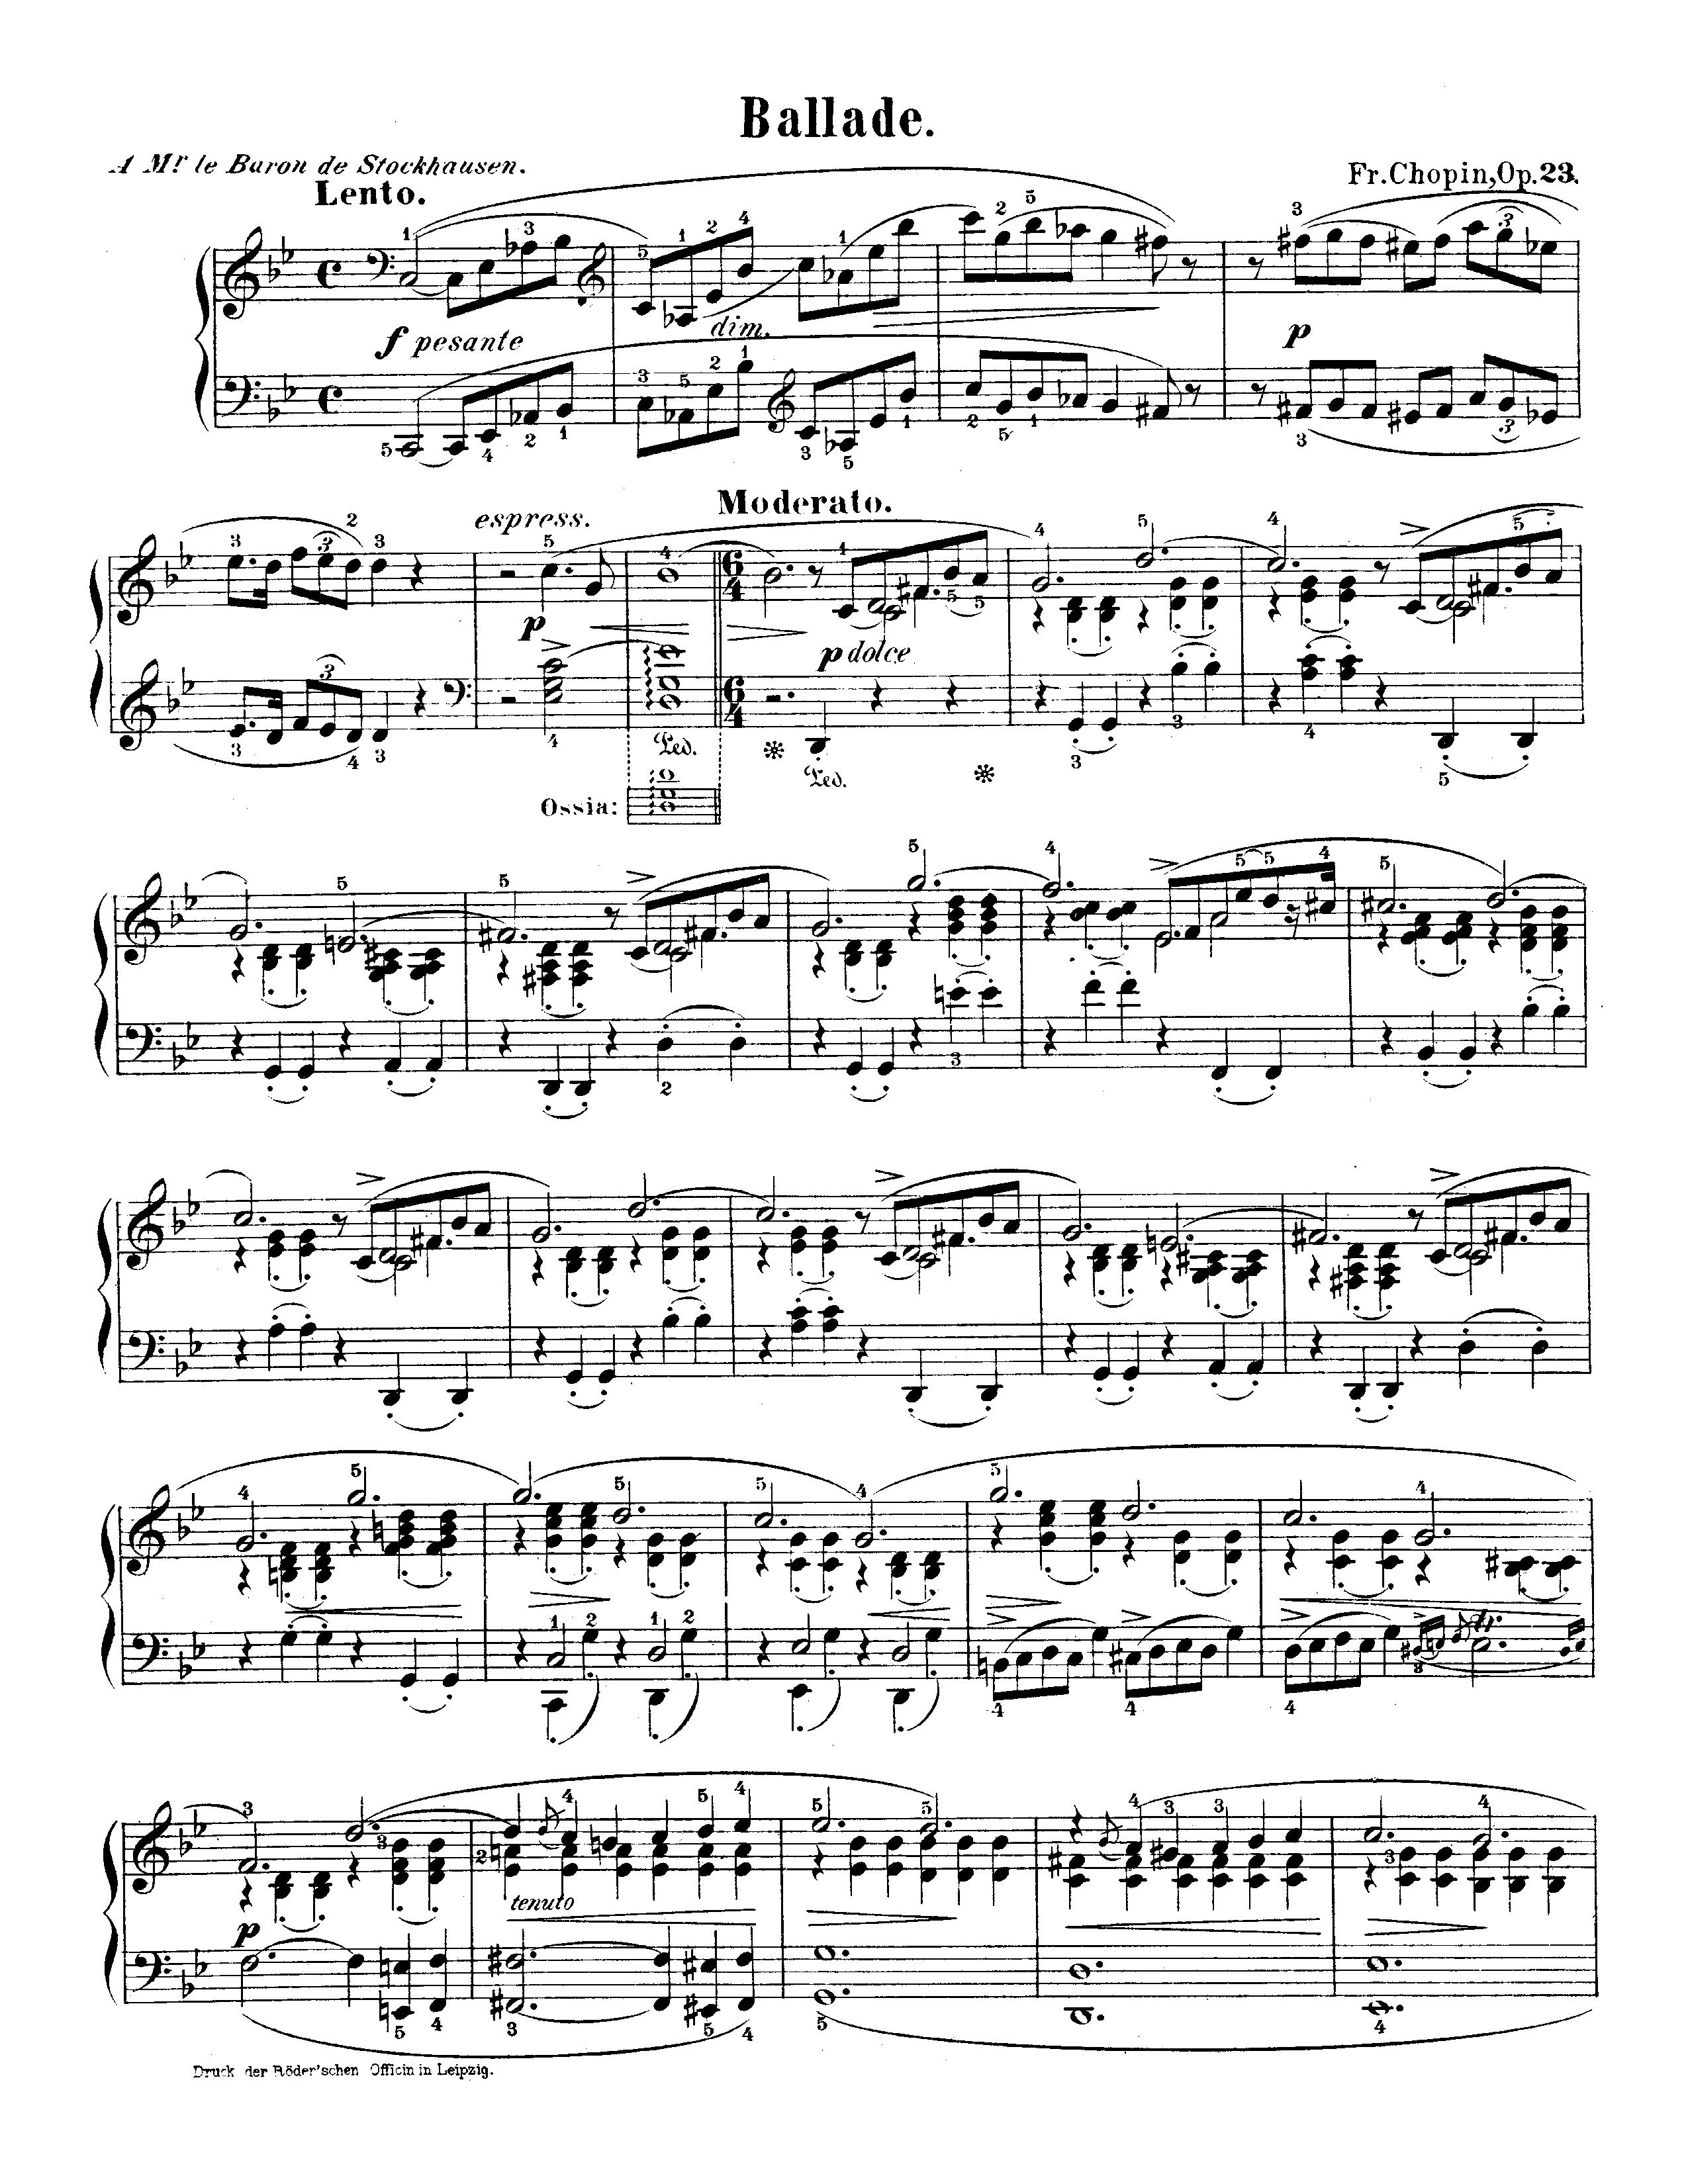 Ballade.
A Mr le Baron de Stockhausen.
Fr. Chopin, Op. 23.
Lento.
f pesante
dim.
p
Moderato.
espress.
p
p dolce
Ped.
Ped.
Ossia:
p
tenuto
Druck der Röder'schen Officin in Leipzig.